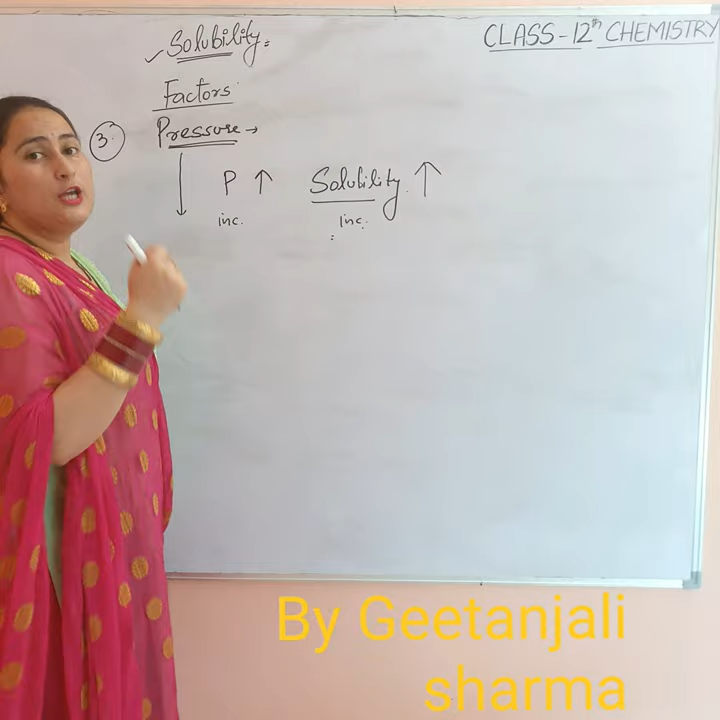 CLASS-12th CHEMISTRY
✓ Solubility:
Factors
3. Pressure →
P ↑ Solubility ↑
inc. inc.
By Geetanjali
sharma